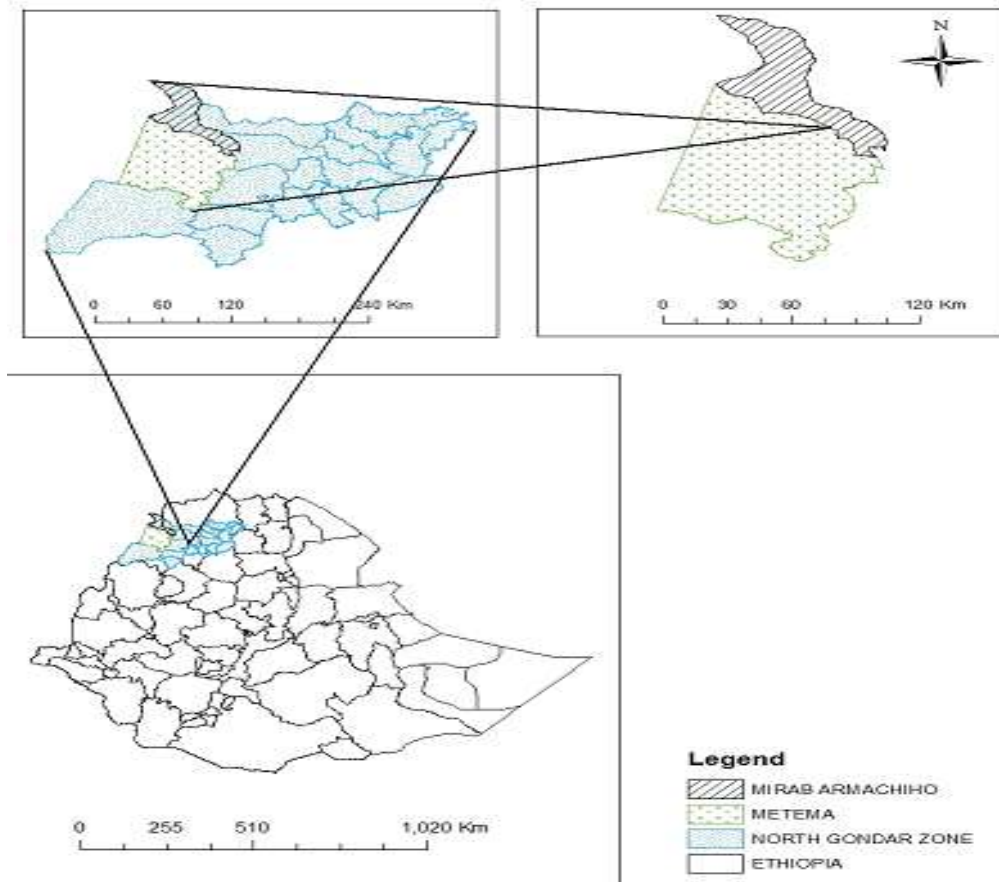 N
0 60 120 240 Km
0 30 60 120 Km
0 255 510 1,020 Km
Legend
MIRAB ARMACHIHO
METEMA
NORTH GONDAR ZONE
ETHIOPIA